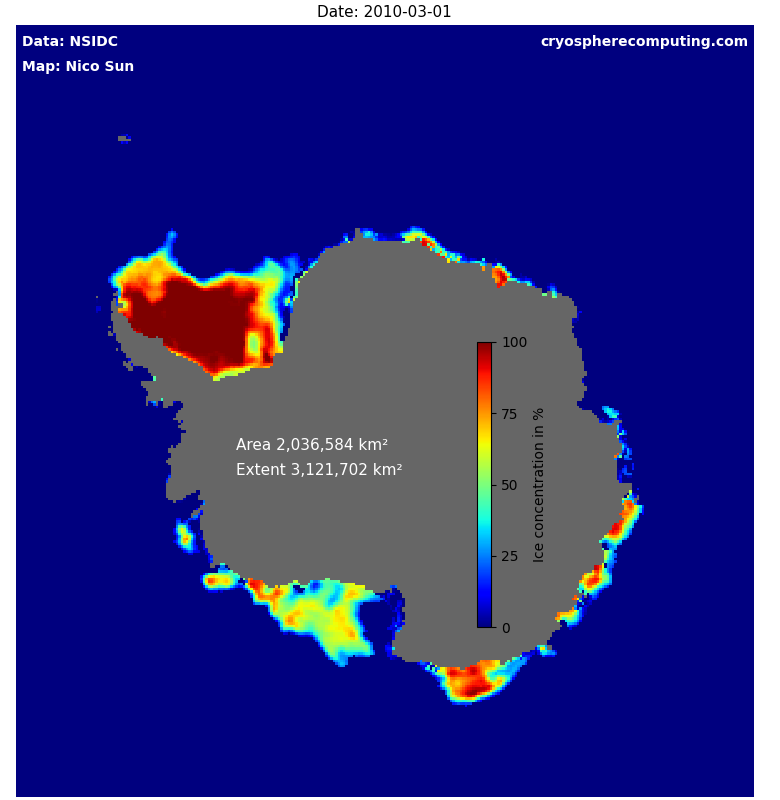 Date: 2010-03-01
Data: NSIDC
cryospherecomputing.com
Map: Nico Sun
Area 2,036,584 km²
Extent 3,121,702 km²
100
75
50
25
0
Ice concentration in %